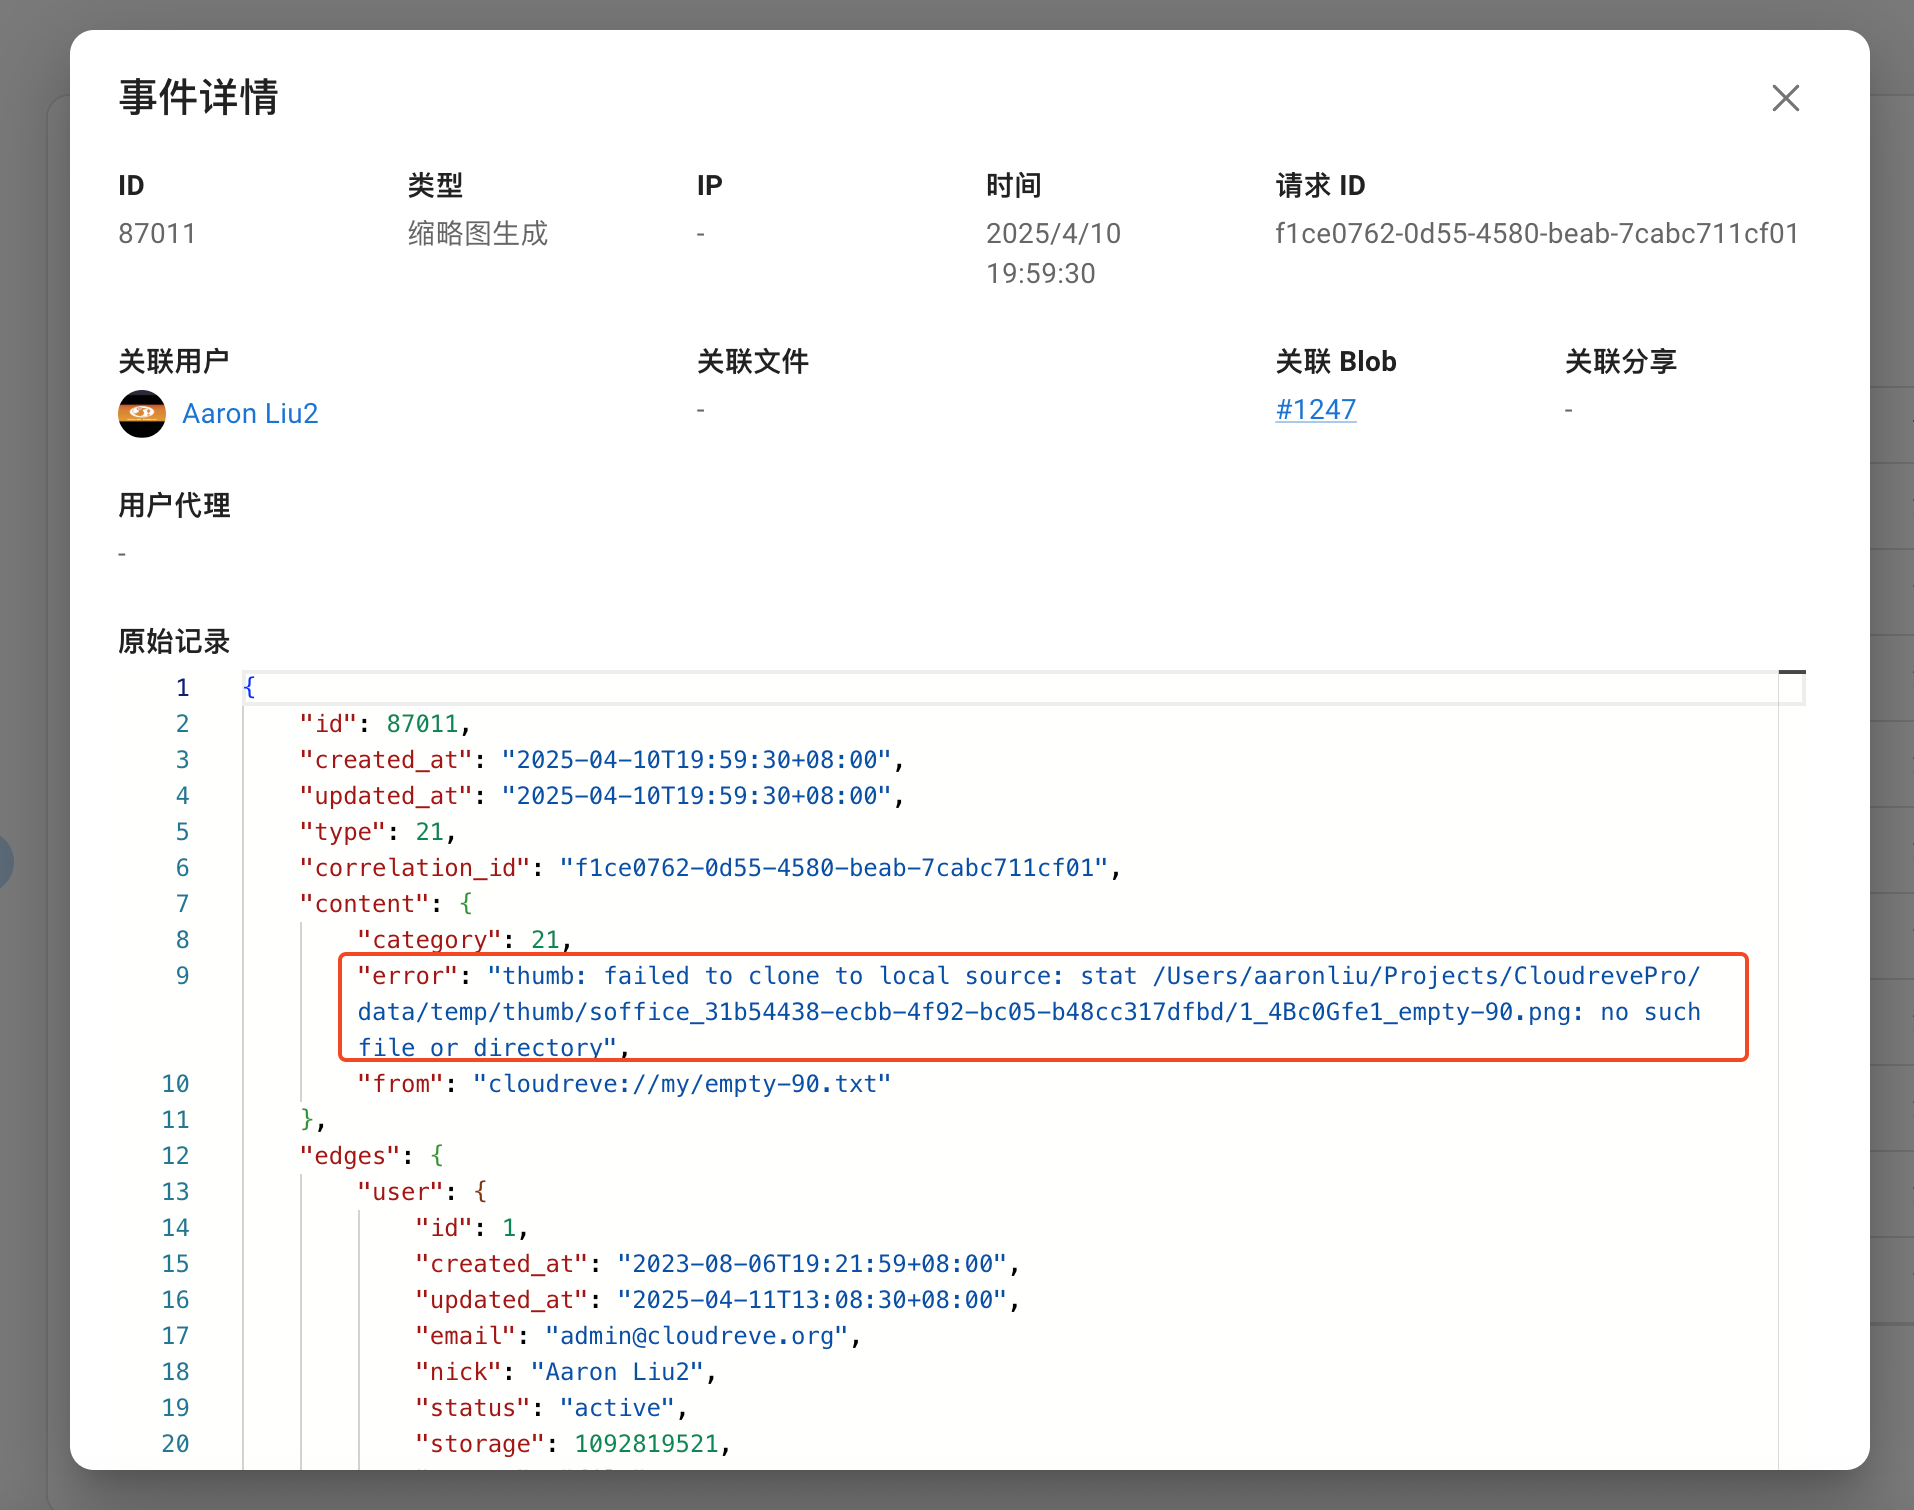 事件详情
ID 类型 IP 时间 请求 ID
87011 缩略图生成 - 2025/4/10 f1ce0762-0d55-4580-beab-7cabc711cf01
19:59:30
关联用户 关联文件 关联 Blob 关联分享
Aaron Liu2 - #1247 -
用户代理
-
原始记录
1 {
2 "id": 87011,
3 "created_at": "2025-04-10T19:59:30+08:00",
4 "updated_at": "2025-04-10T19:59:30+08:00",
5 "type": 21,
6 "correlation_id": "f1ce0762-0d55-4580-beab-7cabc711cf01",
7 "content": {
8 "category": 21,
9 "error": "thumb: failed to clone to local source: stat /Users/aaronliu/Projects/CloudrevePro/
data/temp/thumb/soffice_31b54438-ecbb-4f92-bc05-b48cc317dfbd/1_4Bc0Gfe1_empty-90.png: no such
file or directory",
10 "from": "cloudreve://my/empty-90.txt"
11 },
12 "edges": {
13 "user": {
14 "id": 1,
15 "created_at": "2023-08-06T19:21:59+08:00",
16 "updated_at": "2025-04-11T13:08:30+08:00",
17 "email": "admin@cloudreve.org",
18 "nick": "Aaron Liu2",
19 "status": "active",
20 "storage": 1092819521,